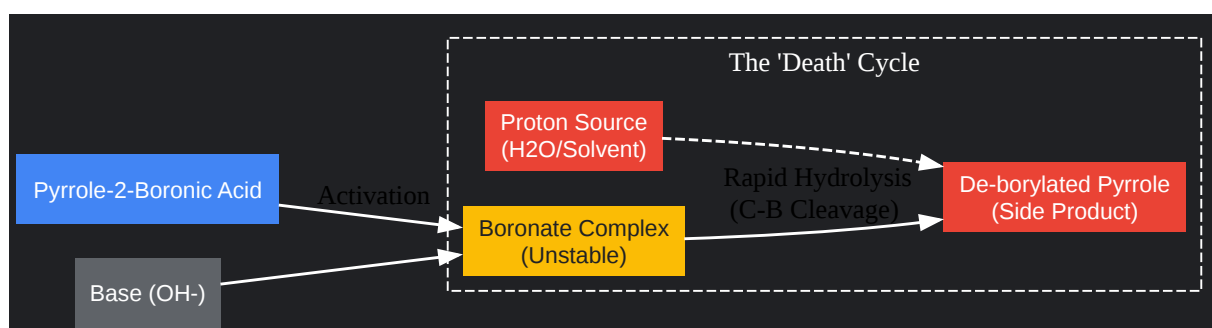 The 'Death' Cycle
Proton Source
(H2O/Solvent)
Pyrrole-2-Boronic Acid
Activation
Rapid Hydrolysis
(C-B Cleavage)
De-borylated Pyrrole
(Side Product)
Boronate Complex
(Unstable)
Base (OH-)